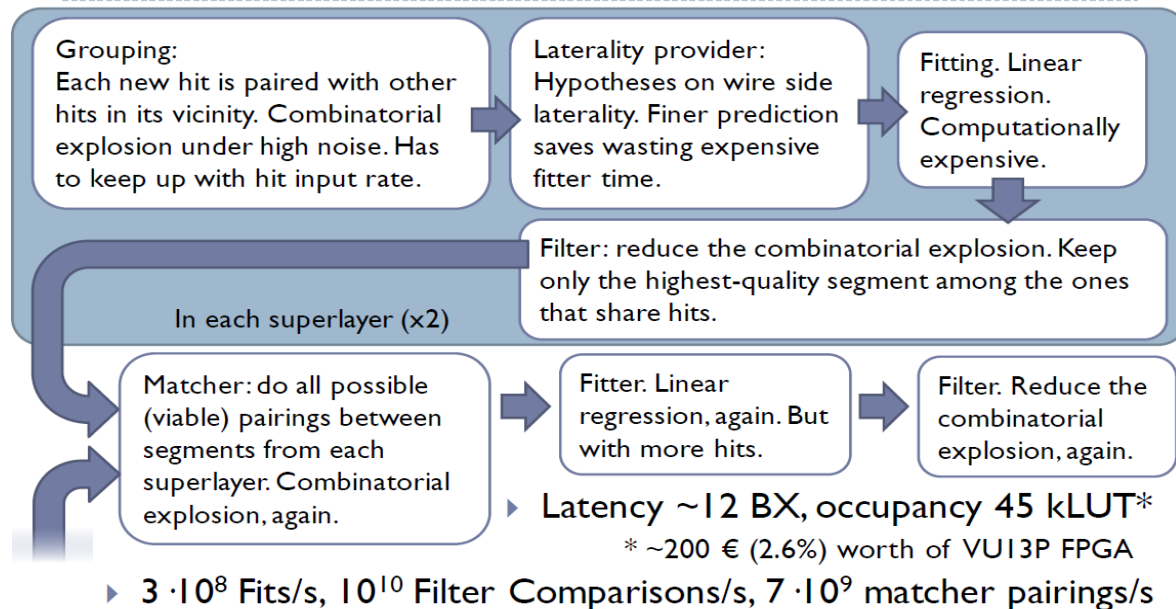 Grouping:
Each new hit is paired with other
hits in its vicinity. Combinatorial
explosion under high noise. Has
to keep up with hit input rate.
Laterality provider:
Hypotheses on wire side
laterality. Finer prediction
saves wasting expensive
fitter time.
Fitting. Linear
regression.
Computationally
expensive.
Filter: reduce the combinatorial explosion. Keep
only the highest-quality segment among the ones
that share hits.
In each superlayer (x2)
Matcher: do all possible
(viable) pairings between
segments from each
superlayer. Combinatorial
explosion, again.
Fitter. Linear
regression, again. But
with more hits.
Filter. Reduce the
combinatorial
explosion, again.
Latency ~12 BX, occupancy 45 kLUT*
* ~200 € (2.6%) worth of VU13P FPGA
3 ·10⁸ Fits/s, 10¹⁰ Filter Comparisons/s, 7 ·10⁹ matcher pairings/s